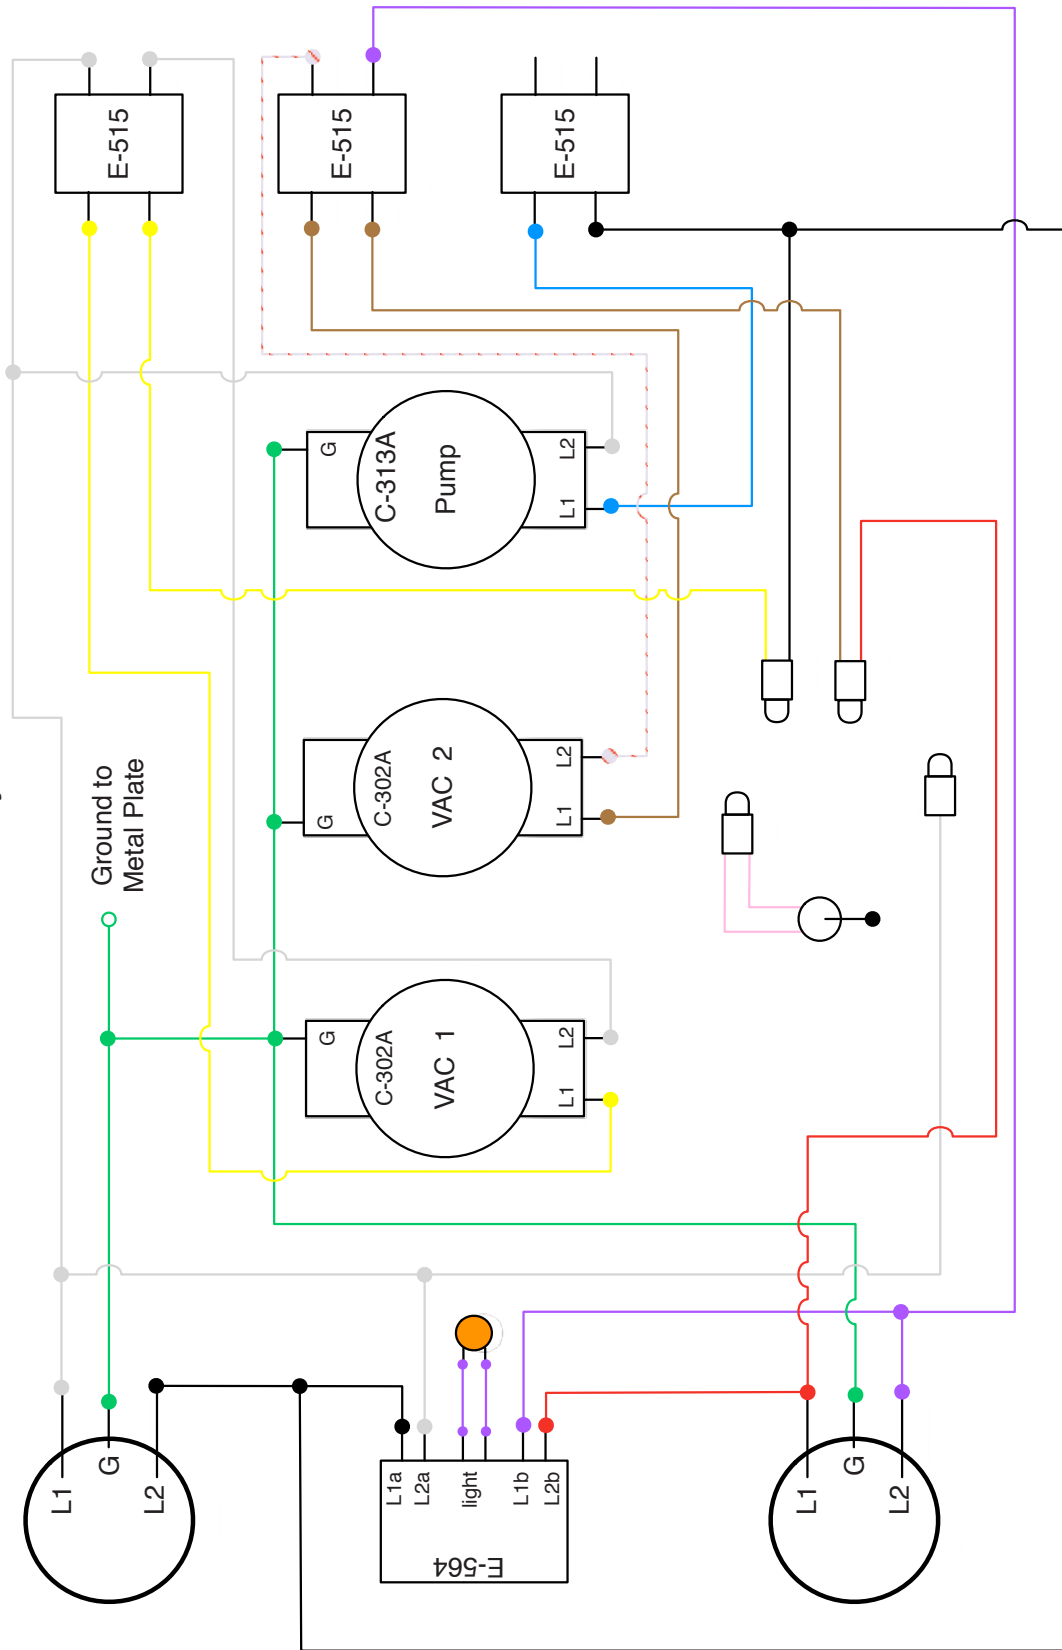 E-515
E-515
E-515
G
C-313A
Pump
L2
L1
Ground to
Metal Plate
G
C-302A
VAC 2
L2
L1
G
C-302A
VAC 1
L2
L1
L1
G
L2
L1a
L2a
light
L1b
L2b
E-564
L1
G
L2